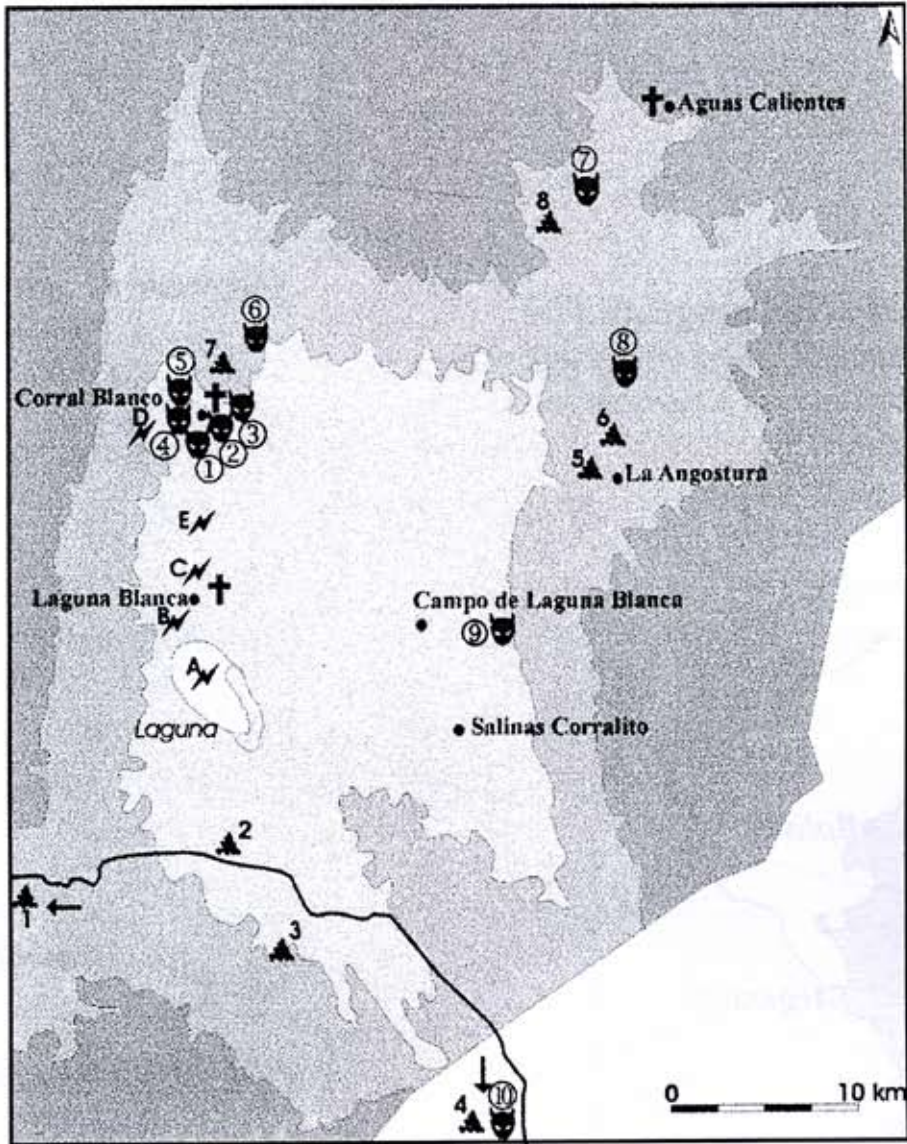 Aguas Calientes
⑦
8
⑥
7
⑧
⑤
Corral Blanco
D
6
④
③
②
①
5
La Angostura
E
C
Laguna Blanca
B
Campo de Laguna Blanca
⑨
A
Laguna
Salinas Corralito
2
1
3
4
⑩
0 10 km